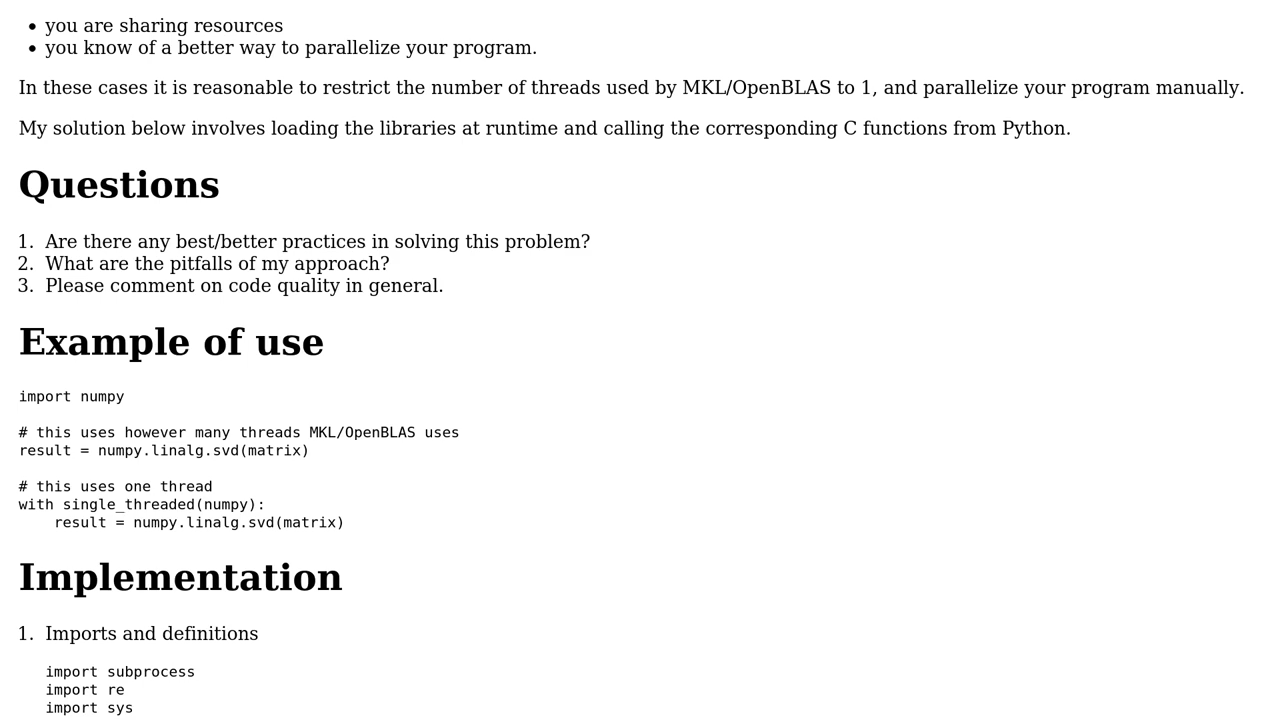 • you are sharing resources
• you know of a better way to parallelize your program.
In these cases it is reasonable to restrict the number of threads used by MKL/OpenBLAS to 1, and parallelize your program manually.
My solution below involves loading the libraries at runtime and calling the corresponding C functions from Python.
Questions
1. Are there any best/better practices in solving this problem?
2. What are the pitfalls of my approach?
3. Please comment on code quality in general.
Example of use
import numpy
# this uses however many threads MKL/OpenBLAS uses
result = numpy.linalg.svd(matrix)
# this uses one thread
with single_threaded(numpy):
    result = numpy.linalg.svd(matrix)
Implementation
1. Imports and definitions
import subprocess
import re
import sys